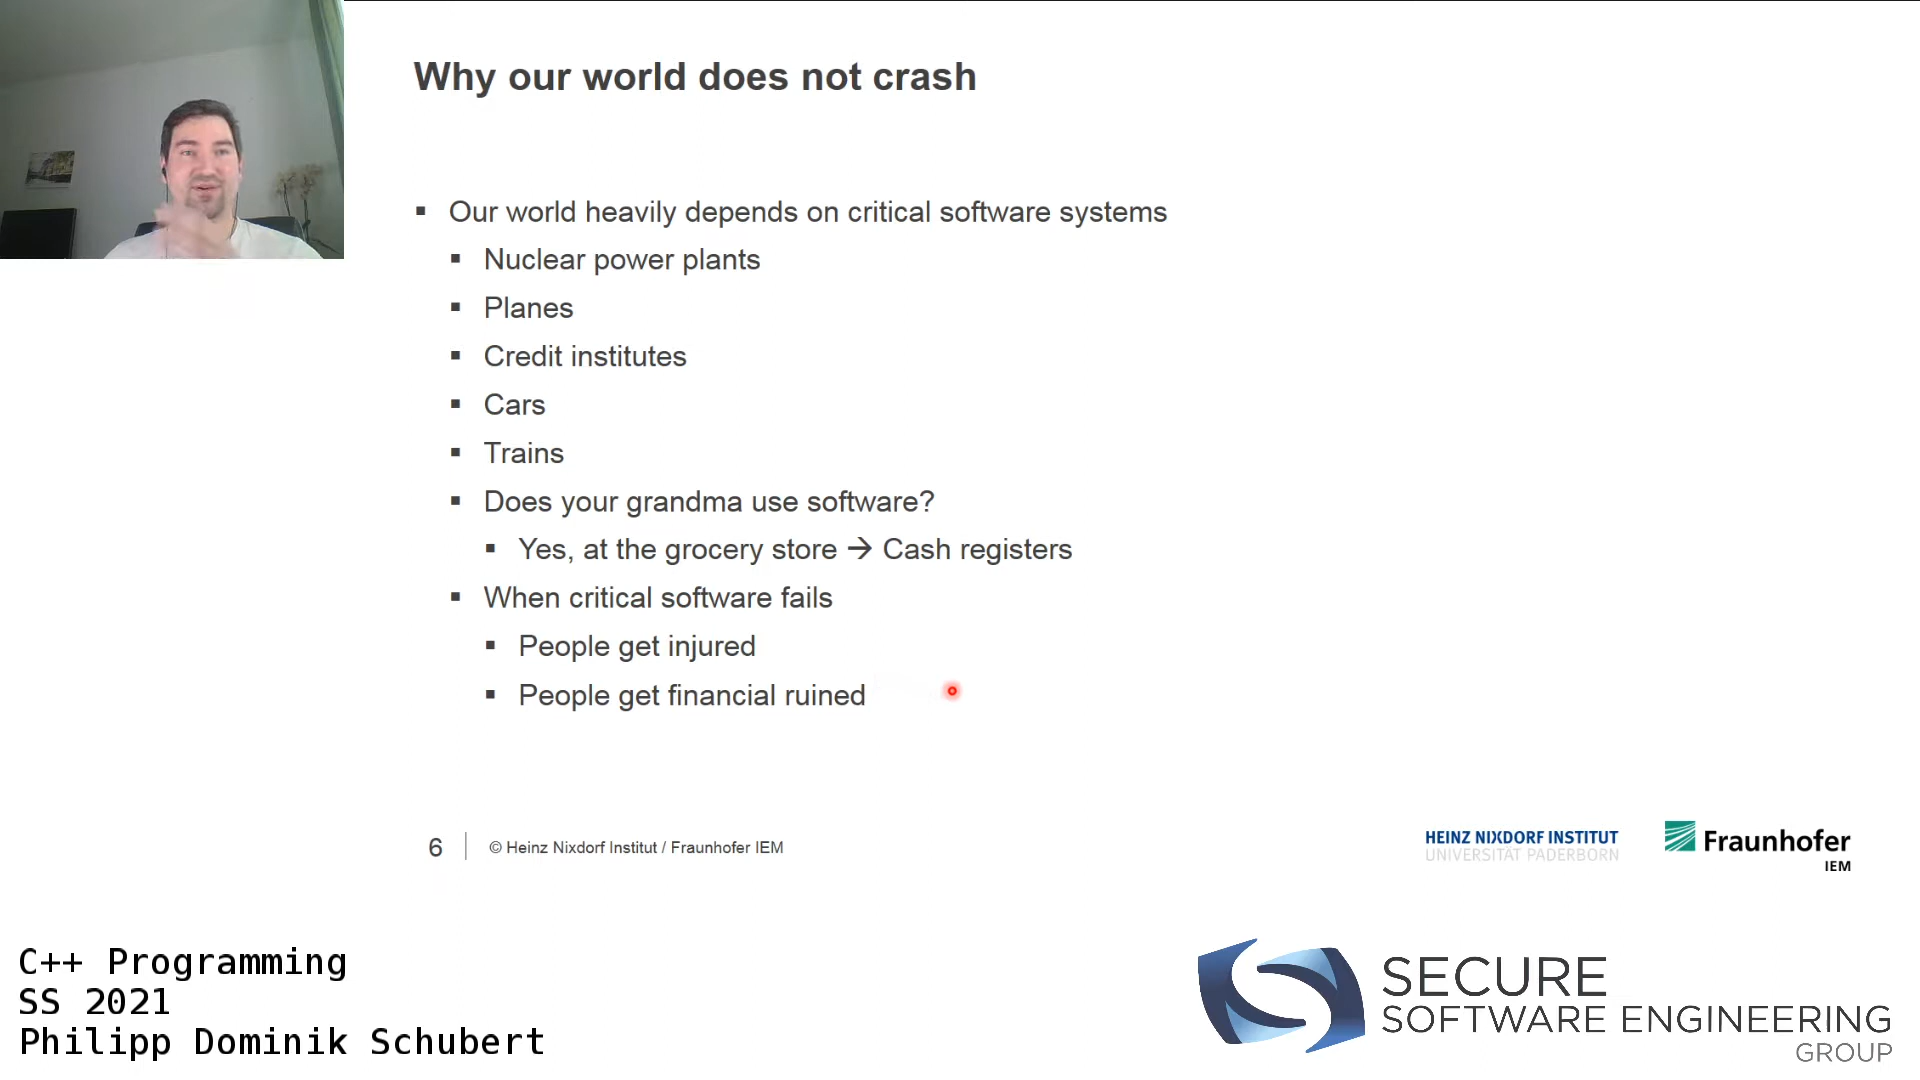 Why our world does not crash
▪ Our world heavily depends on critical software systems
▪ Nuclear power plants
▪ Planes
▪ Credit institutes
▪ Cars
▪ Trains
▪ Does your grandma use software?
▪ Yes, at the grocery store → Cash registers
▪ When critical software fails
▪ People get injured
▪ People get financial ruined
6 © Heinz Nixdorf Institut / Fraunhofer IEM
HEINZ NIXDORF INSTITUT
UNIVERSITÄT PADERBORN
Fraunhofer
IEM
C++ Programming
SS 2021
Philipp Dominik Schubert
SECURE
SOFTWARE ENGINEERING
GROUP